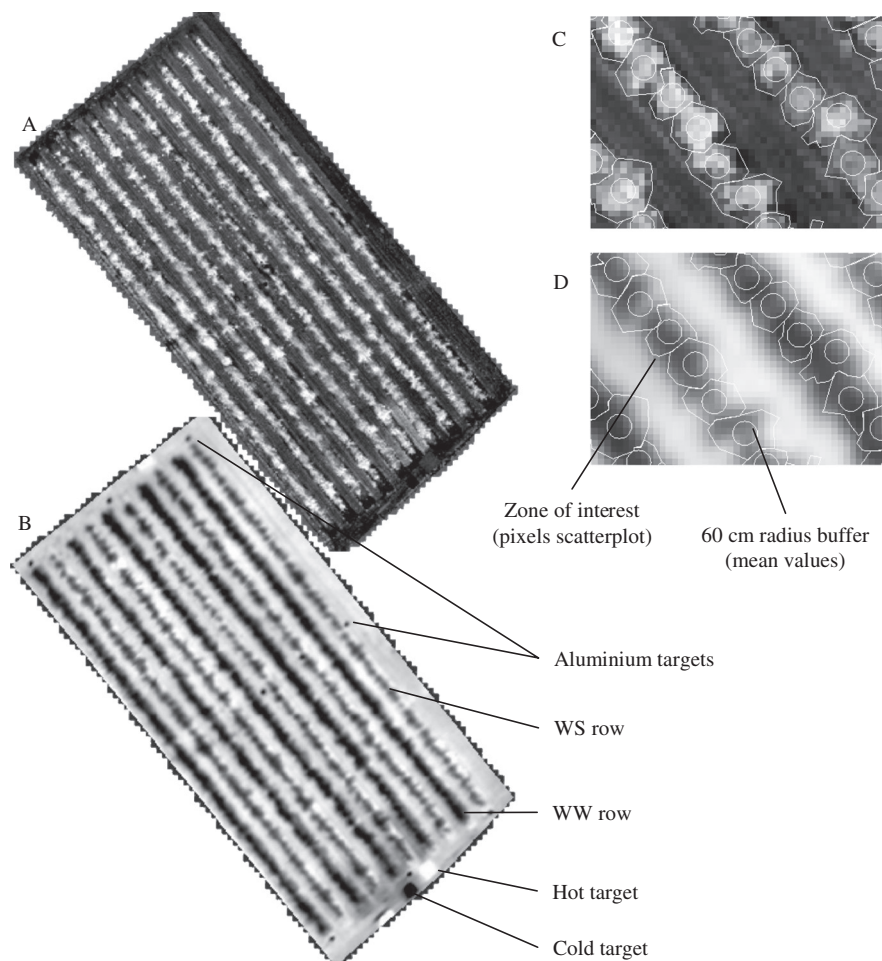 A
B
C
D
Zone of interest
(pixels scatterplot)
60 cm radius buffer
(mean values)
Aluminium targets
WS row
WW row
Hot target
Cold target